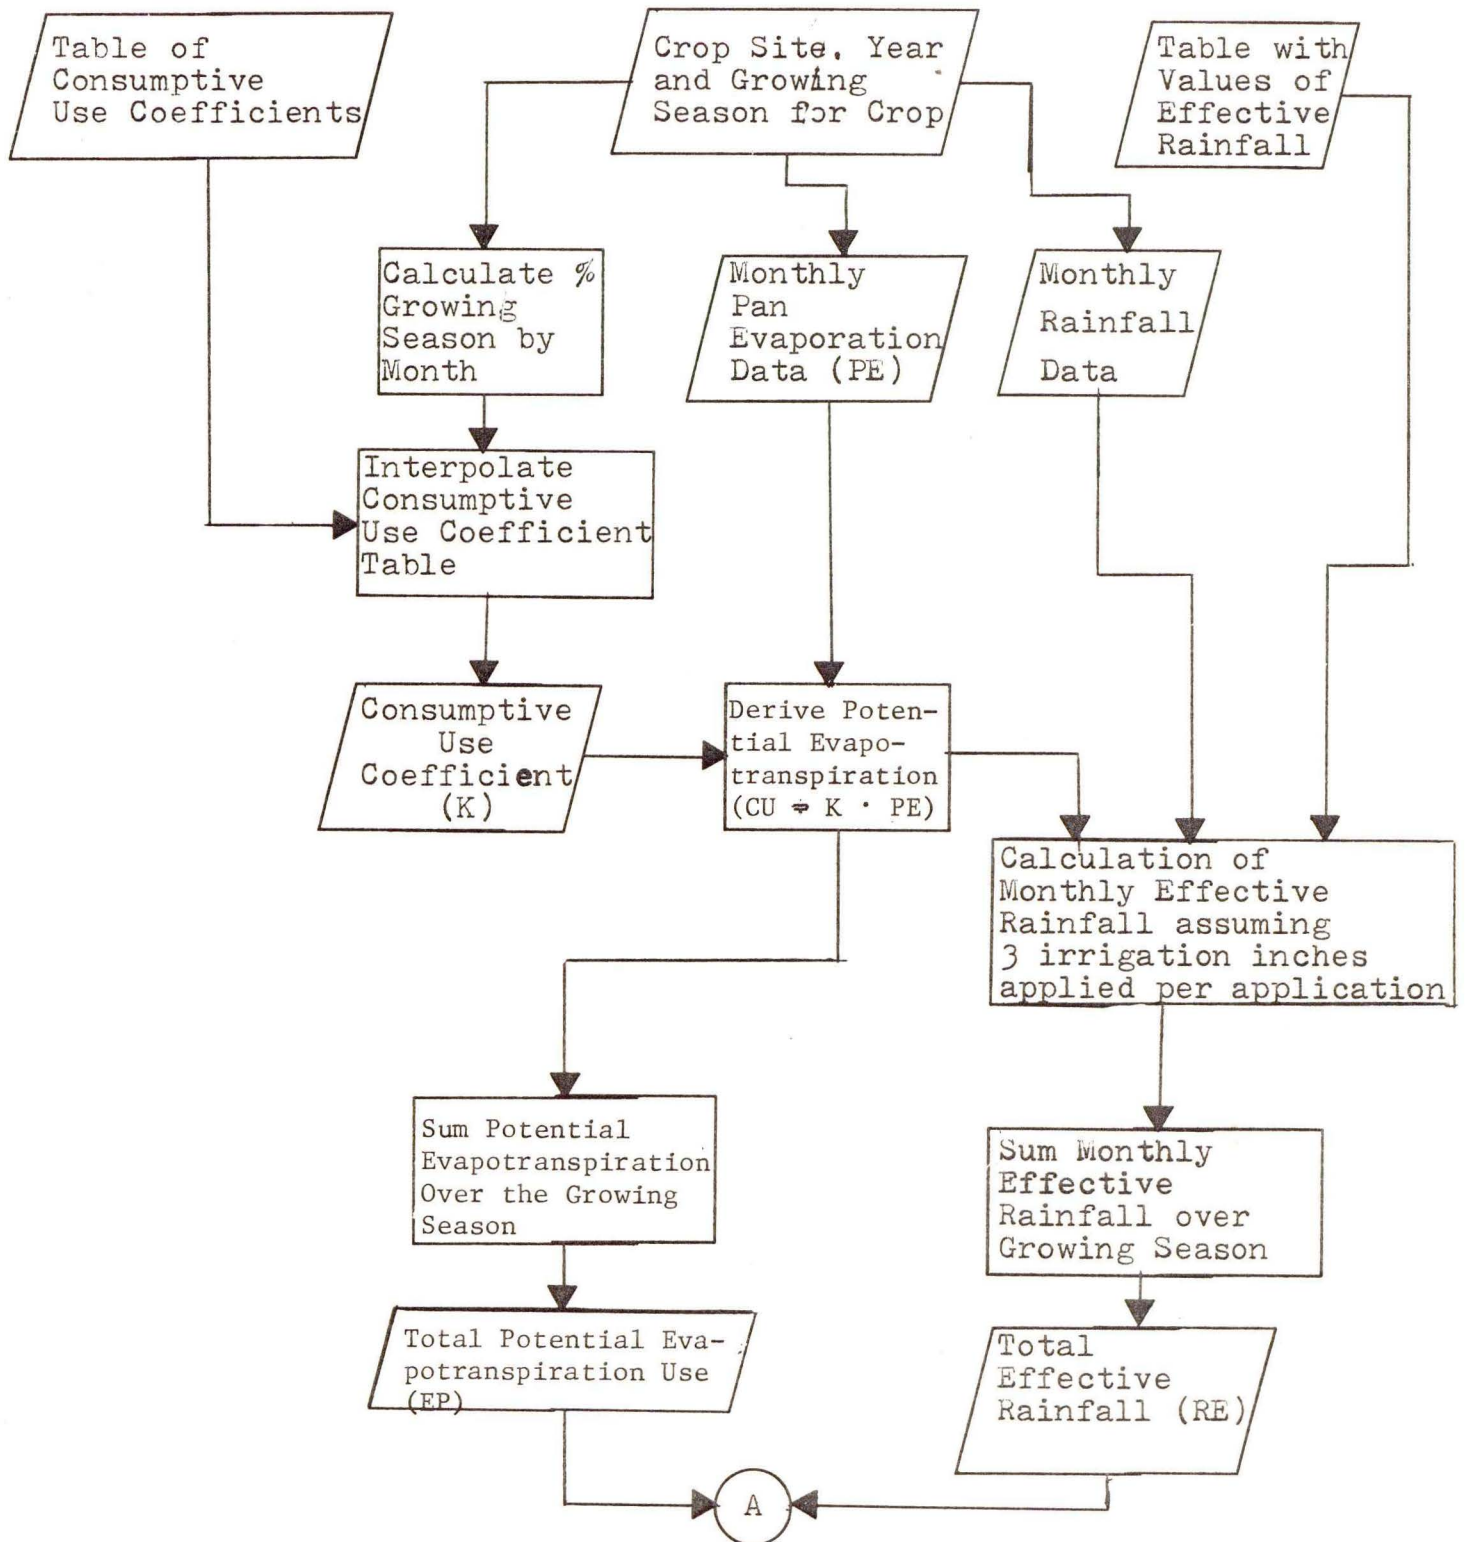 Table of
Consumptive
Use Coefficients
Crop Site, Year
and Growing
Season for Crop
Table with
Values of
Effective
Rainfall
Calculate %
Growing
Season by
Month
Monthly
Pan
Evaporation
Data (PE)
Monthly
Rainfall
Data
Interpolate
Consumptive
Use Coefficient
Table
Consumptive
Use
Coefficient
(K)
Derive Poten-
tial Evapo-
transpiration
(CU = K · PE)
Calculation of
Monthly Effective
Rainfall assuming
3 irrigation inches
applied per application
Sum Potential
Evapotranspiration
Over the Growing
Season
Sum Monthly
Effective
Rainfall over
Growing Season
Total Potential Eva-
potranspiration Use
(EP)
Total
Effective
Rainfall (RE)
A